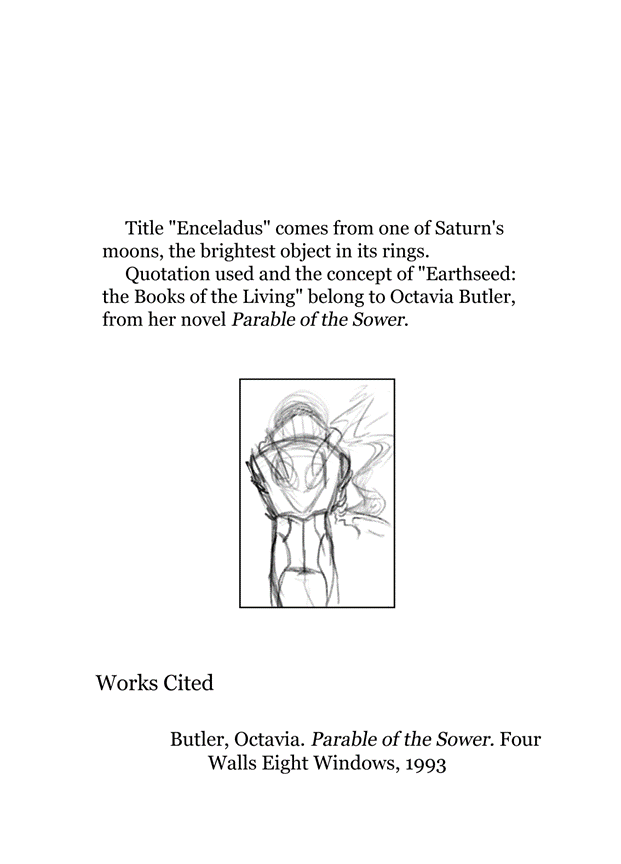 Title "Enceladus" comes from one of Saturn's
moons, the brightest object in its rings.
Quotation used and the concept of "Earthseed:
the Books of the Living" belong to Octavia Butler,
from her novel Parable of the Sower.
Works Cited
Butler, Octavia. Parable of the Sower. Four
Walls Eight Windows, 1993